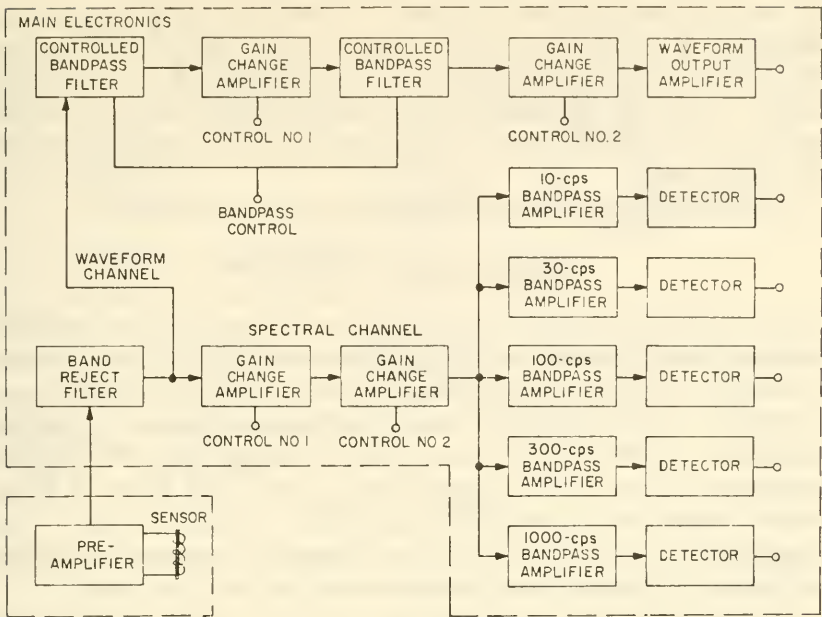 MAIN ELECTRONICS
CONTROLLED
BANDPASS
FILTER
GAIN
CHANGE
AMPLIFIER
CONTROLLED
BANDPASS
FILTER
GAIN
CHANGE
AMPLIFIER
WAVEFORM
OUTPUT
AMPLIFIER
CONTROL NO 1
CONTROL NO. 2
BANDPASS
CONTROL
WAVEFORM
CHANNEL
10-cps
BANDPASS
AMPLIFIER
DETECTOR
30-cps
BANDPASS
AMPLIFIER
DETECTOR
SPECTRAL CHANNEL
BAND
REJECT
FILTER
GAIN
CHANGE
AMPLIFIER
GAIN
CHANGE
AMPLIFIER
100-cps
BANDPASS
AMPLIFIER
DETECTOR
CONTROL NO 1
CONTROL NO 2
300-cps
BANDPASS
AMPLIFIER
DETECTOR
PRE-
AMPLIFIER
SENSOR
1000-cps
BANDPASS
AMPLIFIER
DETECTOR